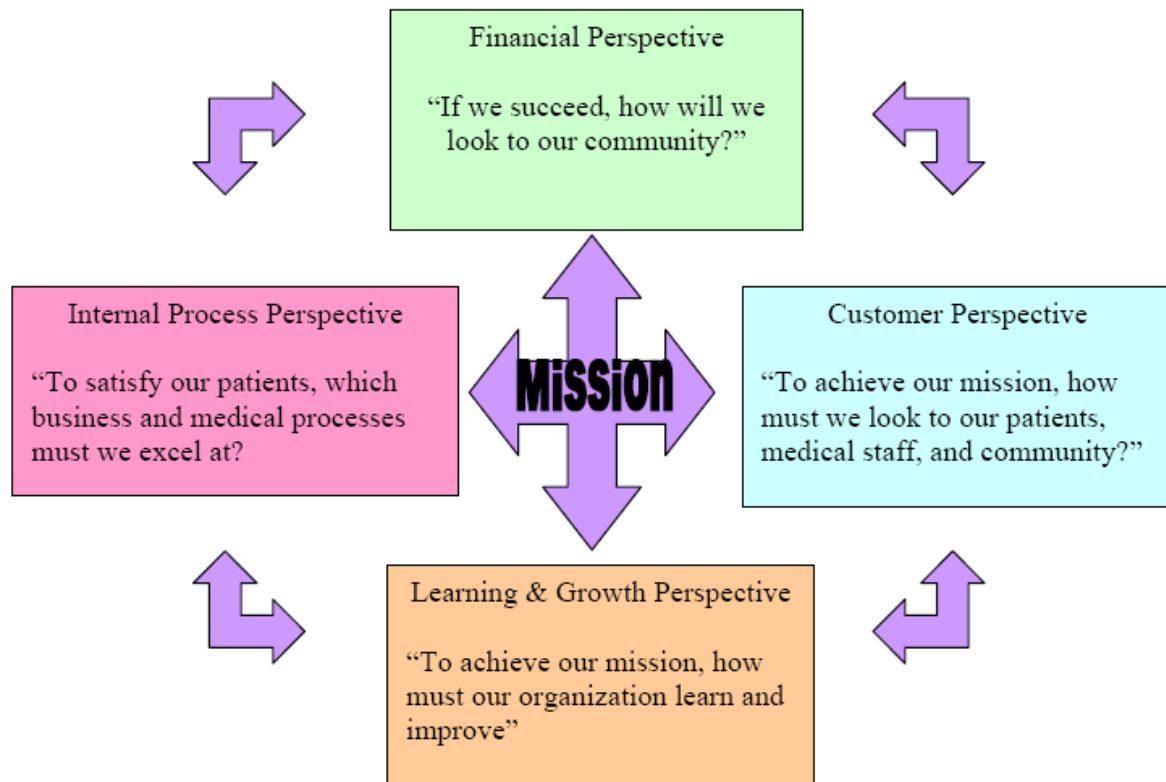 Financial Perspective
“If we succeed, how will we
look to our community?”
Internal Process Perspective
“To satisfy our patients, which
business and medical processes
must we excel at?
Mission
Customer Perspective
“To achieve our mission, how
must we look to our patients,
medical staff, and community?”
Learning & Growth Perspective
“To achieve our mission, how
must our organization learn and
improve”